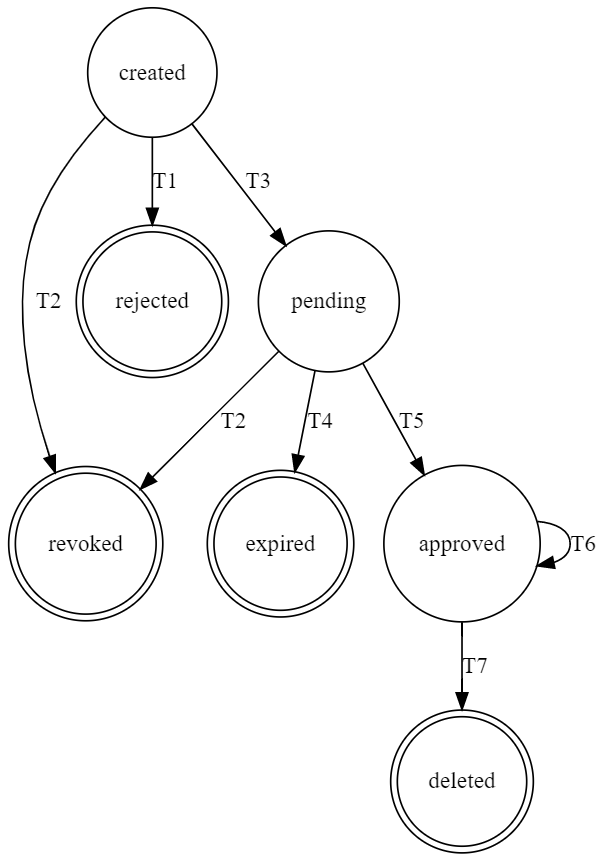 created
T1
T3
T2
rejected
pending
T2
T4
T5
revoked
expired
approved
T6
T7
deleted